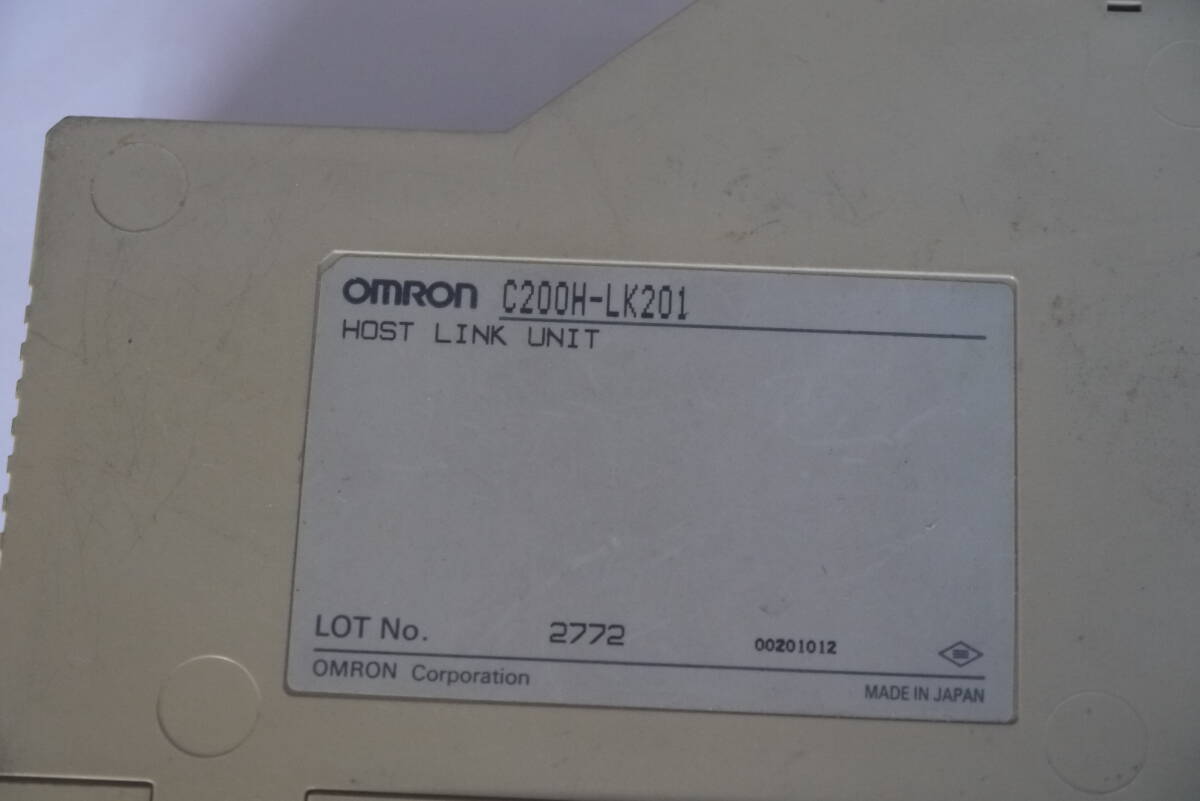 OMRON C200H-LK201
HOST LINK UNIT
LOT No. 2772 00201012
OMRON Corporation
MADE IN JAPAN